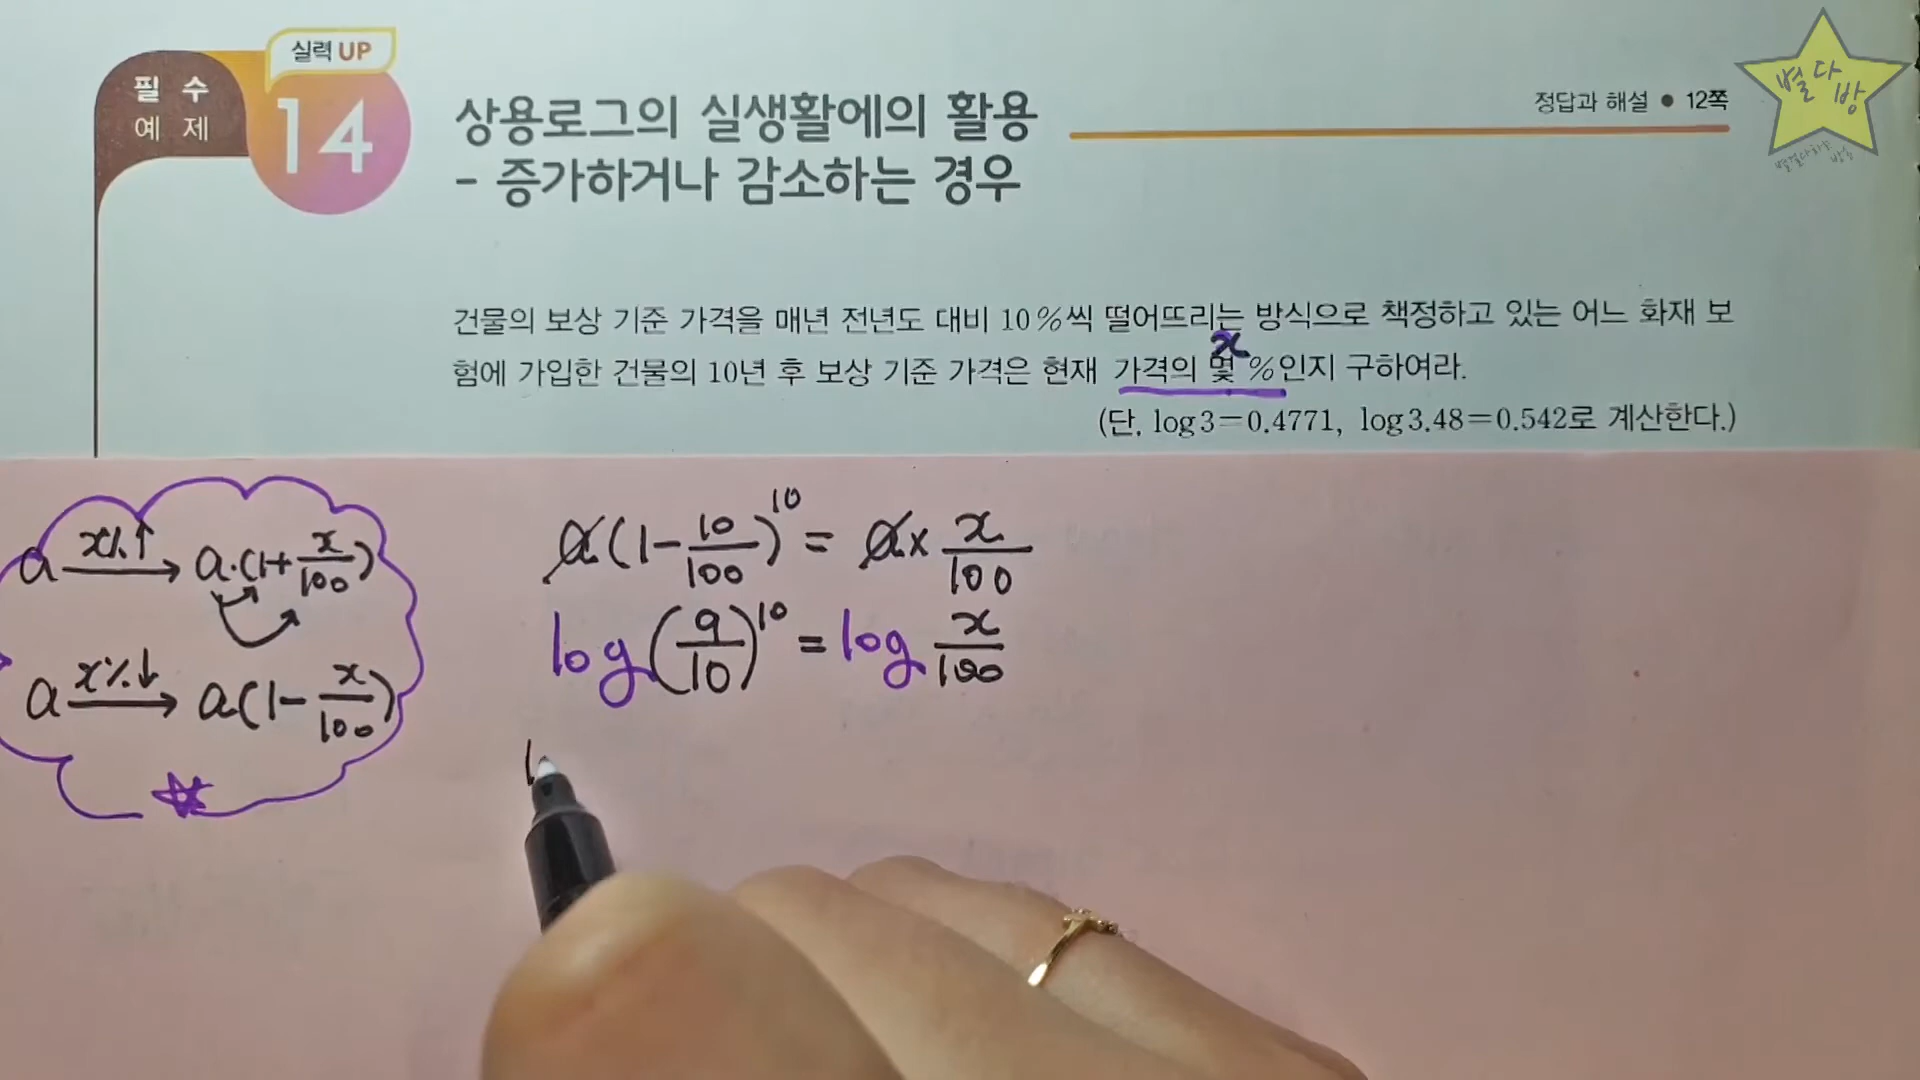 실력 UP
필 수
예 제
14
상용로그의 실생활에의 활용
- 증가하거나 감소하는 경우
정답과 해설 ● 12쪽
별다방
건물의 보상 기준 가격을 매년 전년도 대비 10%씩 떨어뜨리는 방식으로 책정하고 있는 어느 화재 보
험에 가입한 건물의 10년 후 보상 기준 가격은 현재 가격의 몇 %인지 구하여라.
x
(단, log 3=0.4771, log 3.48=0.542로 계산한다.)
a x%↑ → a·(1+x/100)
a x%↓ → a(1-x/100)
a(1-10/100)^10 = a× x/100
log(9/10)^10 = log x/100